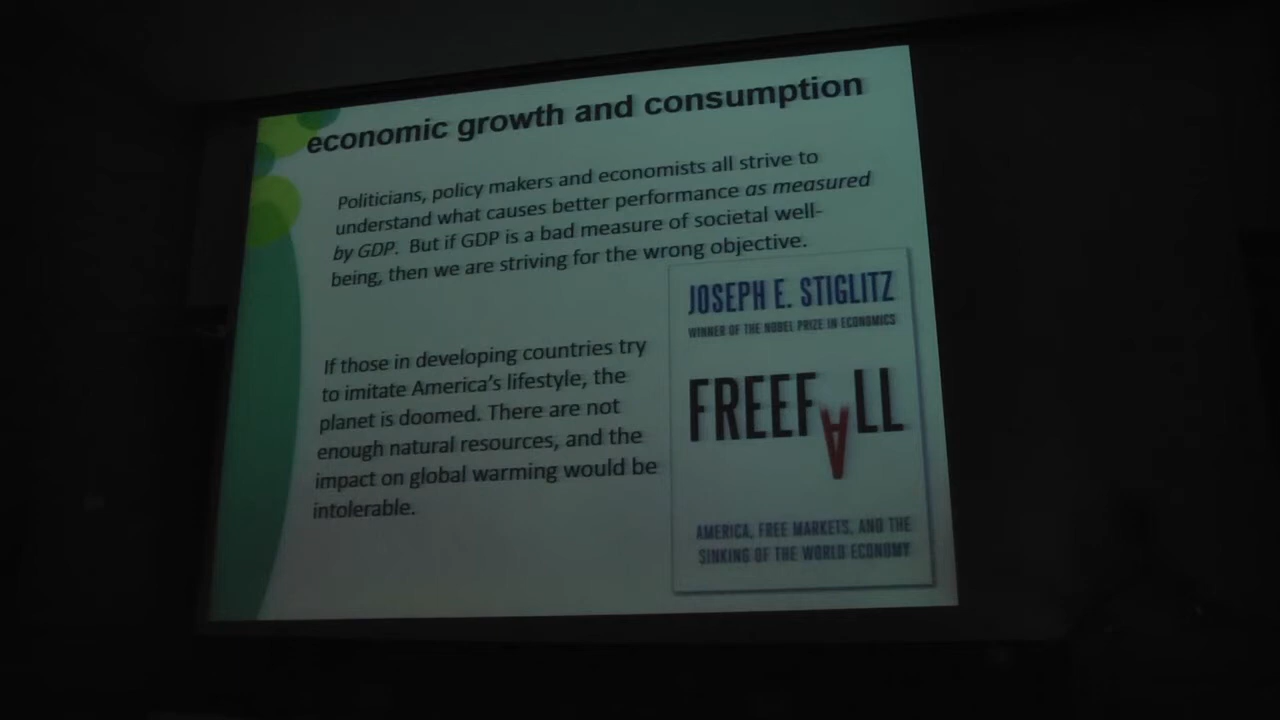 economic growth and consumption
Politicians, policy makers and economists all strive to
understand what causes better performance as measured
by GDP. But if GDP is a bad measure of societal well-
being, then we are striving for the wrong objective.
If those in developing countries try
to imitate America's lifestyle, the
planet is doomed. There are not
enough natural resources, and the
impact on global warming would be
intolerable.
JOSEPH E. STIGLITZ
WINNER OF THE NOBEL PRIZE IN ECONOMICS
FREEFALL
AMERICA, FREE MARKETS, AND THE
SINKING OF THE WORLD ECONOMY